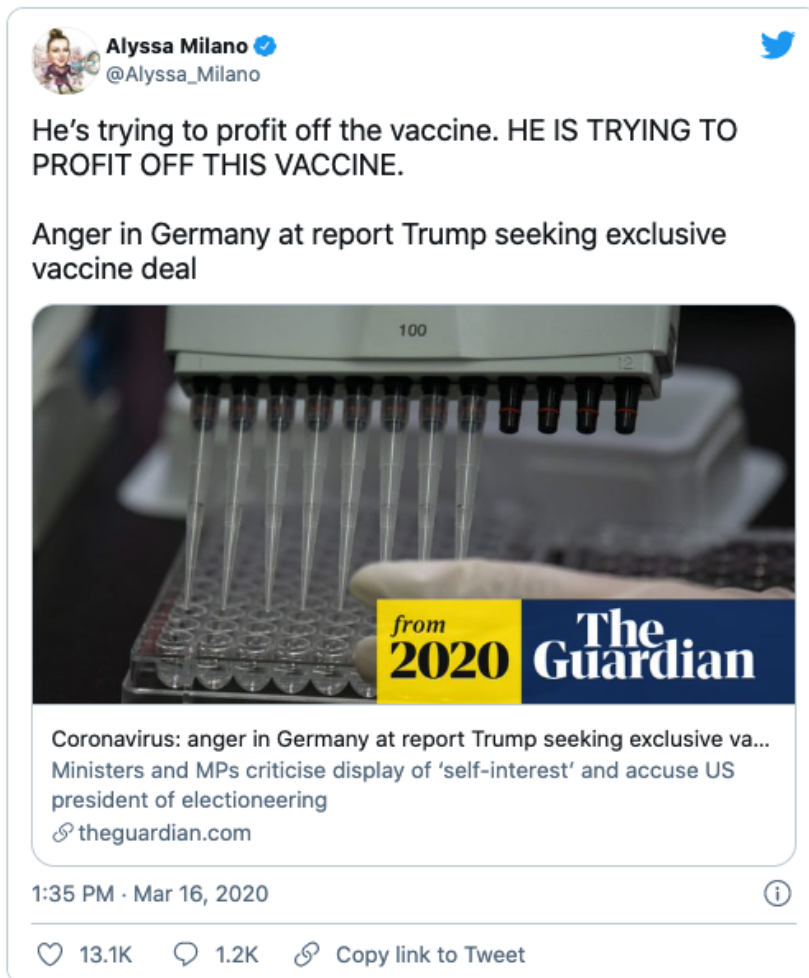 Alyssa Milano
@Alyssa_Milano
He’s trying to profit off the vaccine. HE IS TRYING TO
PROFIT OFF THIS VACCINE.
Anger in Germany at report Trump seeking exclusive
vaccine deal
100
1
12
from
2020
The
Guardian
Coronavirus: anger in Germany at report Trump seeking exclusive va...
Ministers and MPs criticise display of ‘self-interest’ and accuse US
president of electioneering
theguardian.com
1:35 PM · Mar 16, 2020
13.1K 1.2K Copy link to Tweet